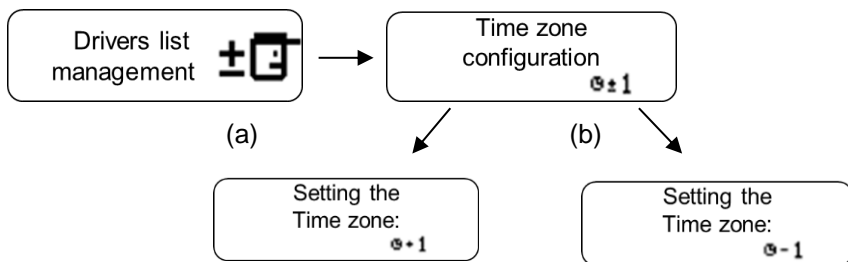 Drivers list
management ±
Time zone
configuration
± 1
(a)
(b)
Setting the
Time zone:
+ 1
Setting the
Time zone:
- 1